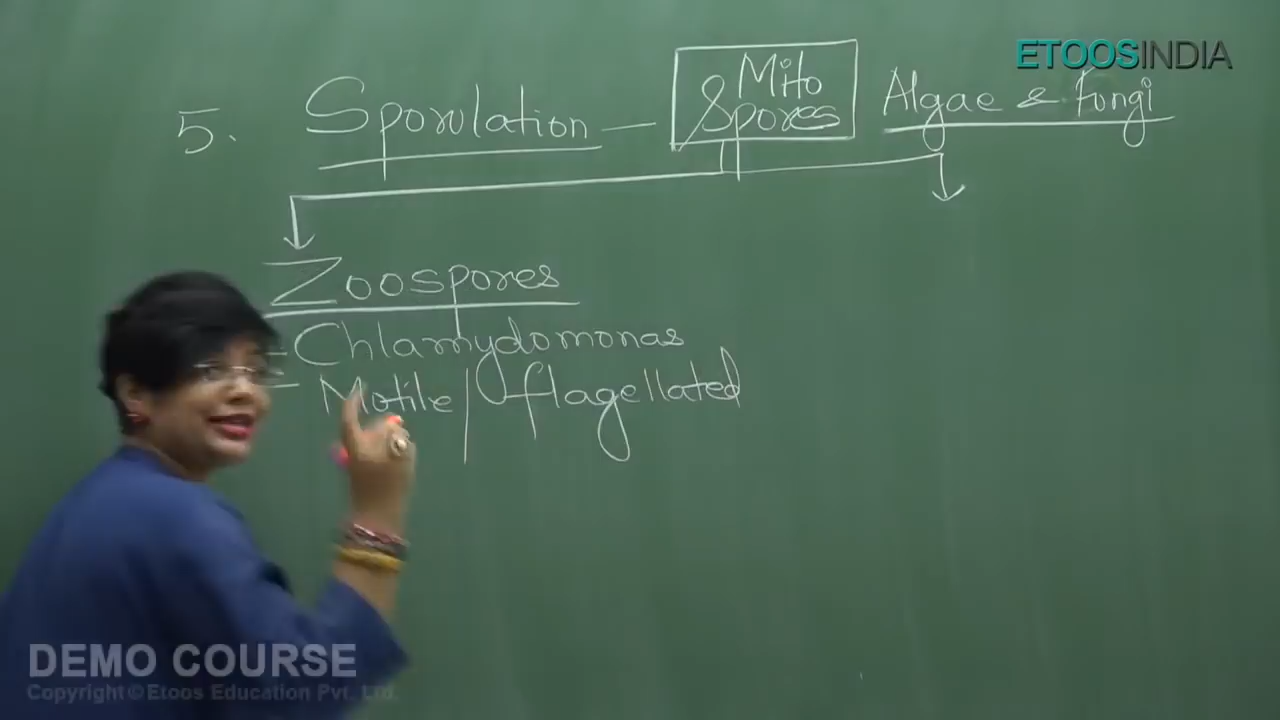 ETOOSINDIA
5. Sporulation — Mito Spores Algae & Fungi
Zoospores
- Chlamydomonas
- Motile / flagellated
DEMO COURSE
Copyright © Etoos Education Pvt. Ltd.